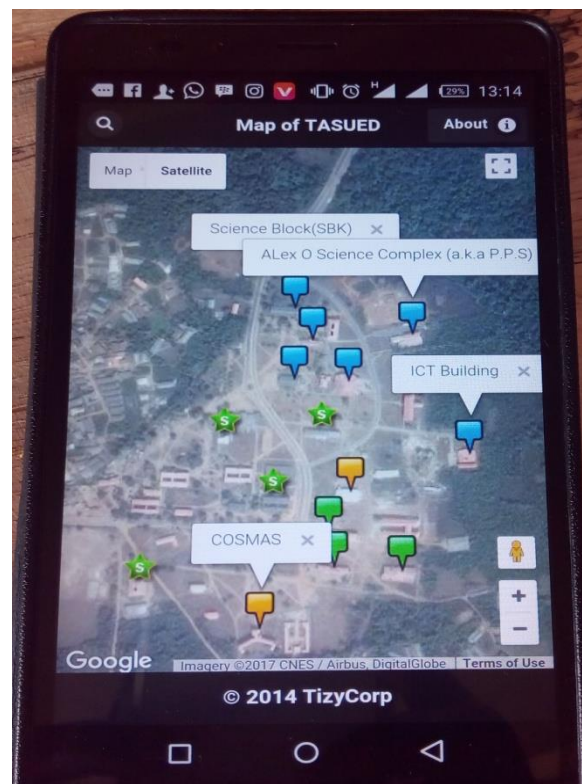 H
29%
13:14
Map of TASUED
About
Map
Satellite
Science Block(SBK)
ALex O Science Complex (a.k.a P.P.S)
ICT Building
S
S
S
COSMAS
S
+
−
Google
Imagery ©2017 CNES / Airbus, DigitalGlobe
Terms of Use
© 2014 TizyCorp